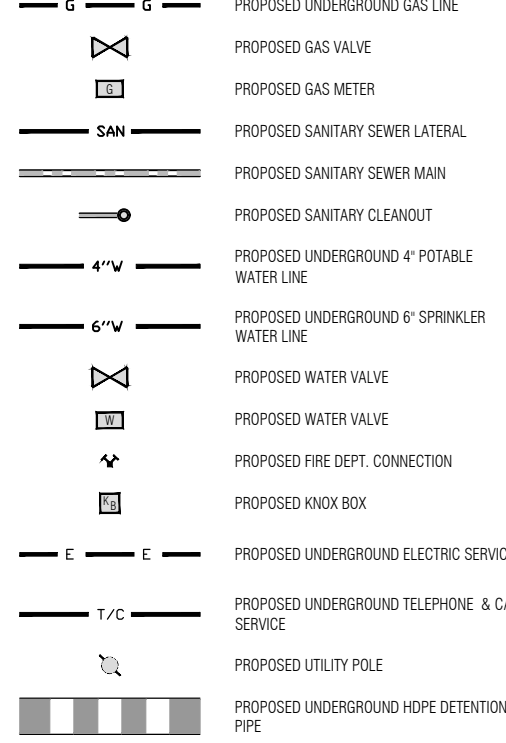 G G PROPOSED UNDERGROUND GAS LINE
PROPOSED GAS VALVE
G PROPOSED GAS METER
SAN PROPOSED SANITARY SEWER LATERAL
PROPOSED SANITARY SEWER MAIN
PROPOSED SANITARY CLEANOUT
4"W PROPOSED UNDERGROUND 4" POTABLE
WATER LINE
6"W PROPOSED UNDERGROUND 6" SPRINKLER
WATER LINE
PROPOSED WATER VALVE
W PROPOSED WATER VALVE
PROPOSED FIRE DEPT. CONNECTION
KB PROPOSED KNOX BOX
E E PROPOSED UNDERGROUND ELECTRIC
T/C PROPOSED UNDERGROUND TELEPHONE &
SERVICE
PROPOSED UTILITY POLE
PROPOSED UNDERGROUND HDPE DETENTION
PIPE